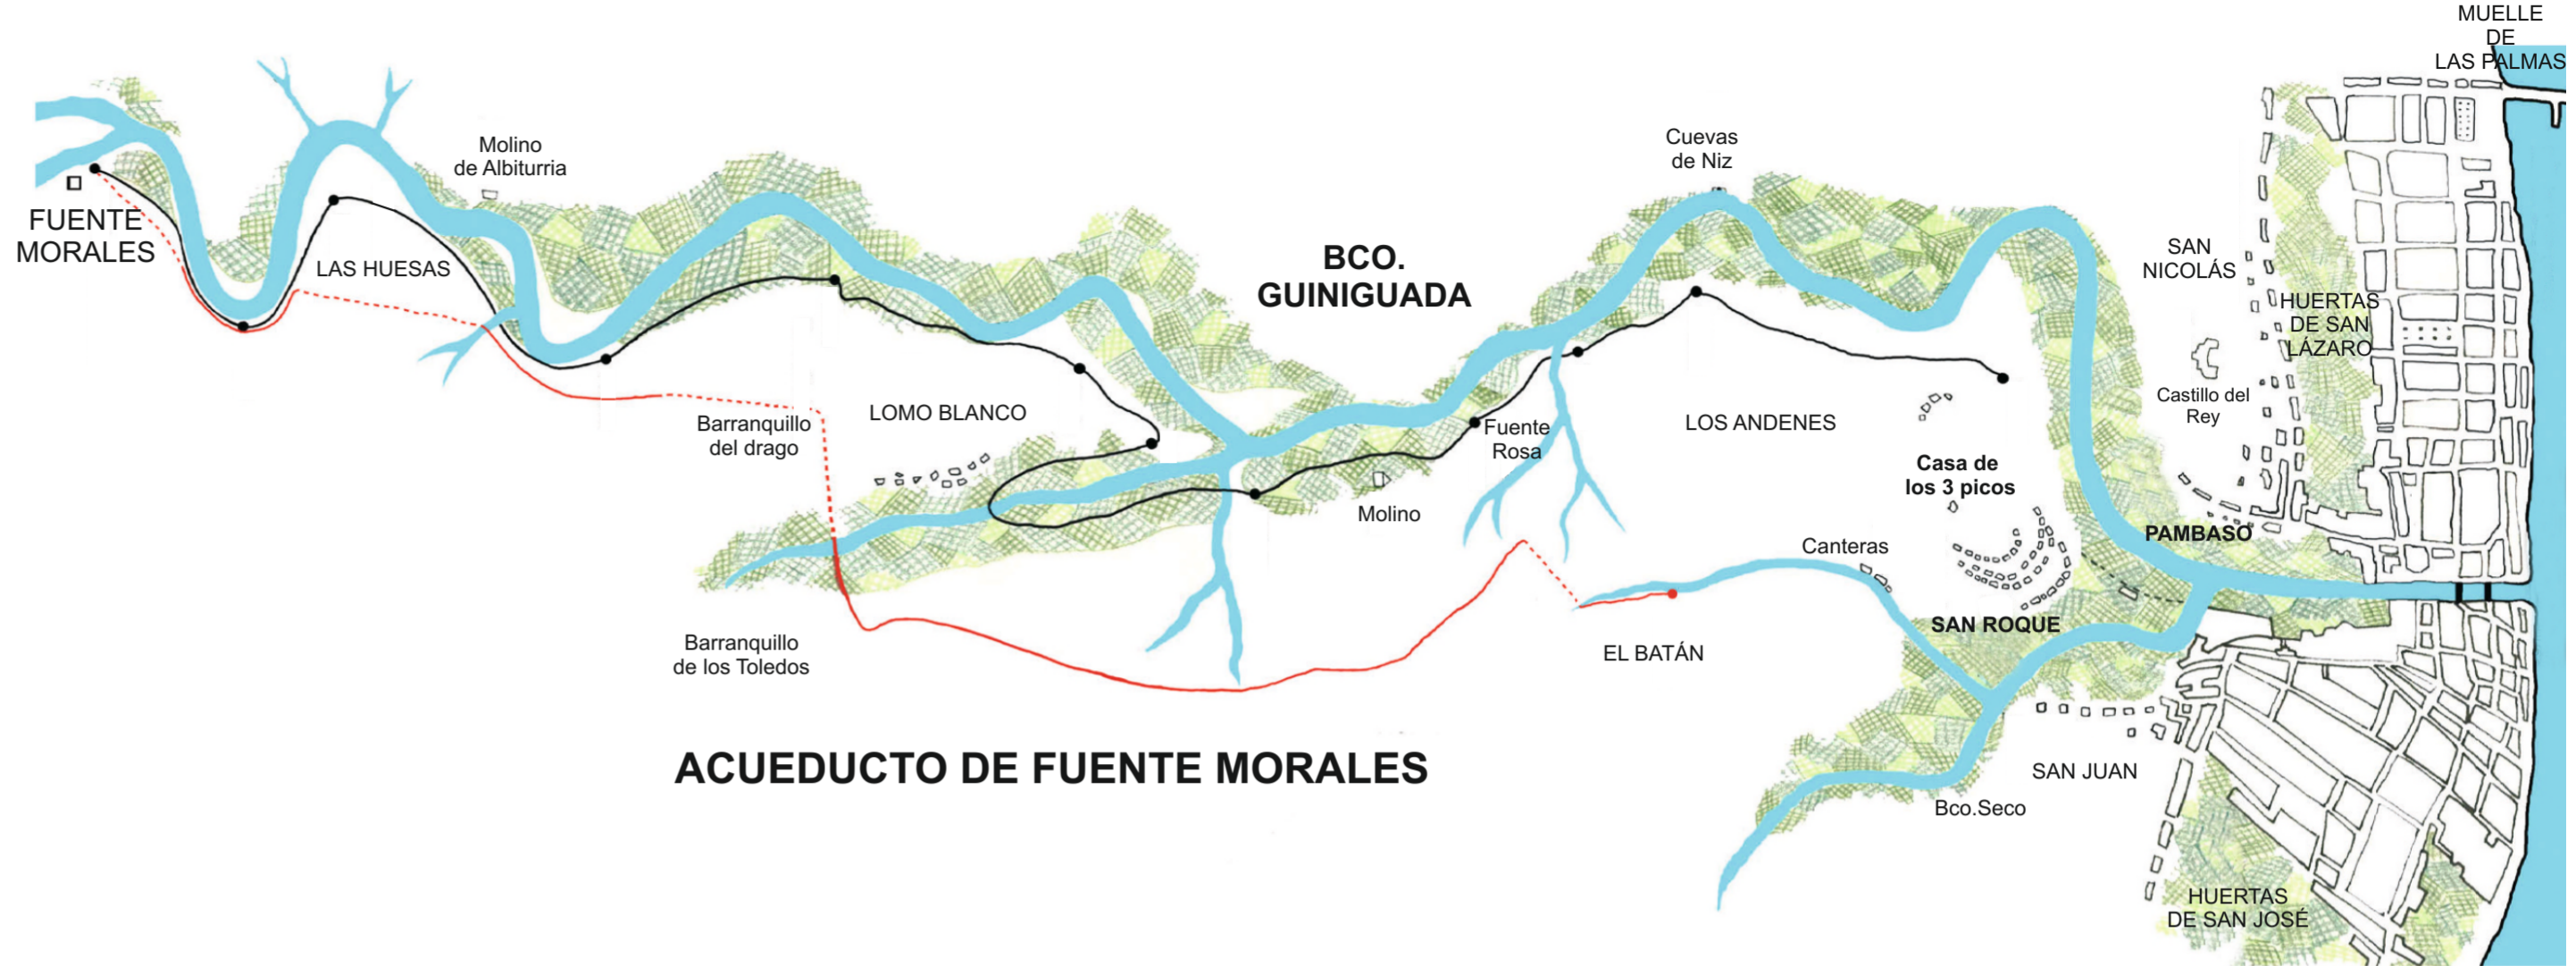 MUELLE
DE
LAS PALMAS
Molino
de Albiturria
Cuevas
de Niz
FUENTE
MORALES
LAS HUESAS
BCO.
GUINIGUADA
SAN
NICOLÁS
HUERTAS
DE SAN
LÁZARO
Castillo del
Rey
Barranquillo
del drago
LOMO BLANCO
Fuente
Rosa
LOS ANDENES
Casa de
los 3 picos
Molino
PAMBASO
Canteras
SAN ROQUE
Barranquillo
de los Toledos
EL BATÁN
ACUEDUCTO DE FUENTE MORALES
SAN JUAN
Bco.Seco
HUERTAS
DE SAN JOSÉ